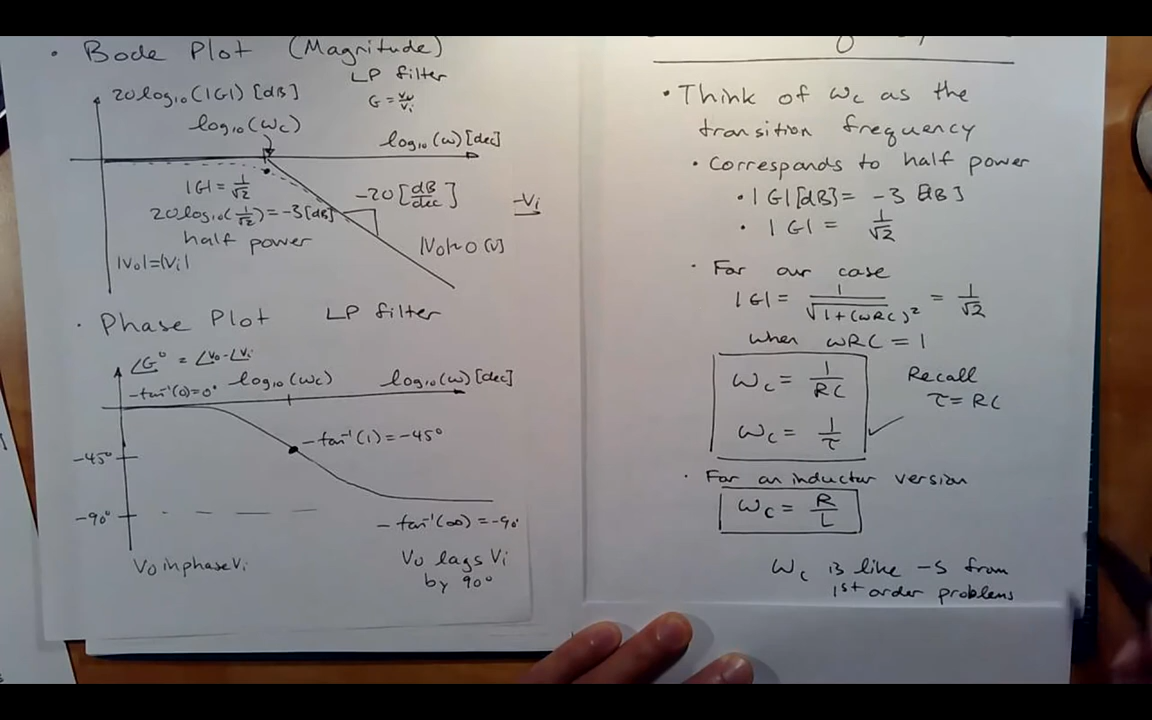 • Bode Plot (Magnitude)
LP filter
G = Vo/Vi
20log₁₀(|G|) [dB]
log₁₀(ωc)
log₁₀(ω)[dec]
|G| = 1/√2
20log₁₀(1/√2) = -3[dB]
half power
-20 [dB/dec]
|Vo|=|Vi|
|Vo|~0 [V]
-Vi
• Phase Plot LP filter
∠G° = ∠Vo-∠Vi
-tan⁻¹(0)=0°
log₁₀(ωc)
log₁₀(ω)[dec]
-tan⁻¹(1)=-45°
-45°
-90°
-tan⁻¹(∞)=-90°
Vo in phase Vi
Vo lags Vi
by 90°
• Think of ωc as the
transition frequency
• Corresponds to half power
• |G|[dB] = -3 [dB]
• |G| = 1/√2
• For our case
|G| = 1/√(1+(ωRC)²) = 1/√2
when ωRC = 1
ωc = 1/RC
ωc = 1/τ
Recall
τ = RC
• For an inductor version
ωc = R/L
ωc is like -s from
1st order problems